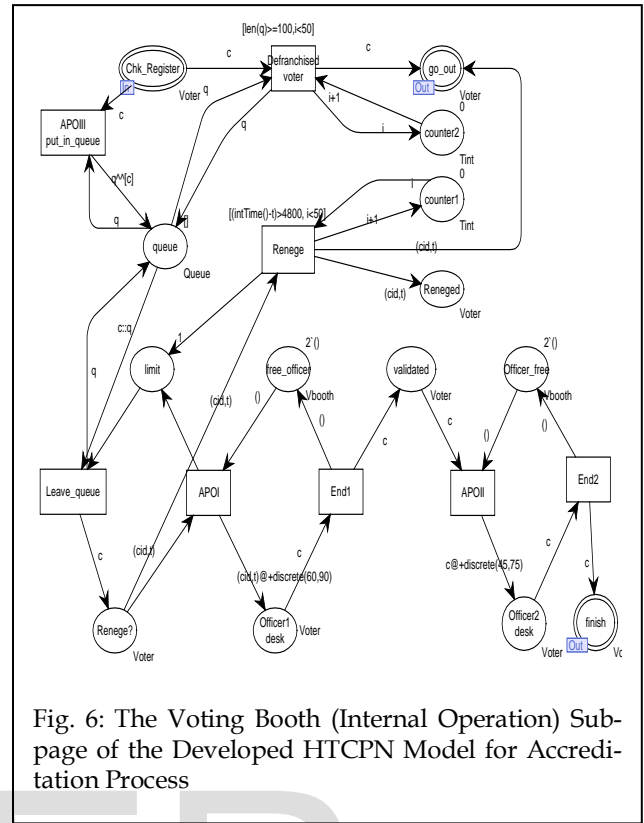 [len(q)>=100,i<50]
Chk_Register
In
Voter
c
Defranchised
voter
c
go_out
Out
Voter
c
APOIII
put_in_queue
q
q
i+1
i
0
counter2
Tint
0
counter1
Tint
q^^[c]
q
[]
queue
Queue
[(intTime()-t)>4800, i<50]
Renege
i
i+1
(cid,t)
(cid,t)
Reneged
Voter
c::q
q
1
limit
(cid,t)
2`()
free_officer
Vbooth
()
()
validated
Voter
c
c
2`()
Officer_free
Vbooth
()
()
Leave_queue
APOI
End1
APOII
End2
c
(cid,t)
(cid,t)@+discrete(60,90)
c
c@+discrete(45,75)
c
c
Renege?
Voter
Officer1
desk
Voter
Officer2
desk
Voter
Out
finish
Vo
Fig. 6: The Voting Booth (Internal Operation) Sub-
page of the Developed HTCPN Model for Accredi-
tation Process